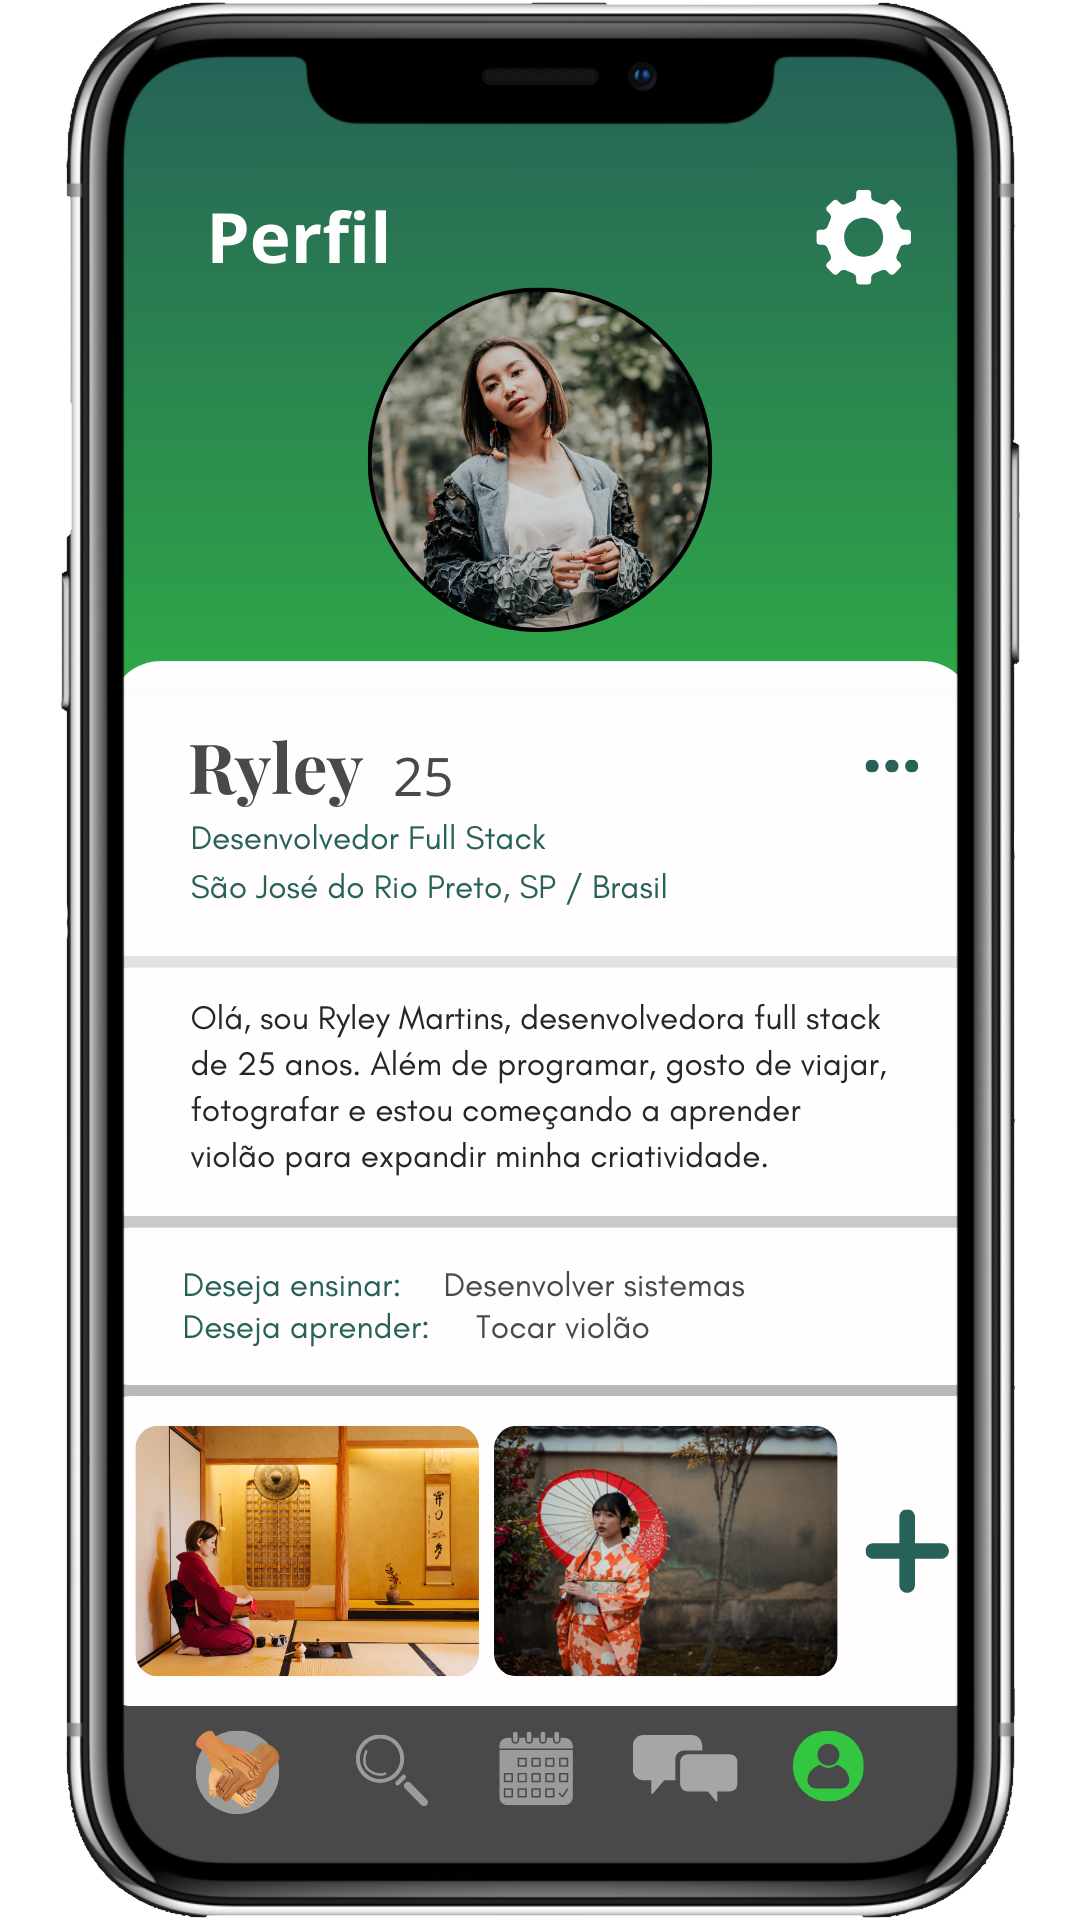 Perfil
Ryley 25
Desenvolvedor Full Stack
São José do Rio Preto, SP / Brasil
Olá, sou Ryley Martins, desenvolvedora full stack
de 25 anos. Além de programar, gosto de viajar,
fotografar e estou começando a aprender
violão para expandir minha criatividade.
Deseja ensinar: Desenvolver sistemas
Deseja aprender: Tocar violão